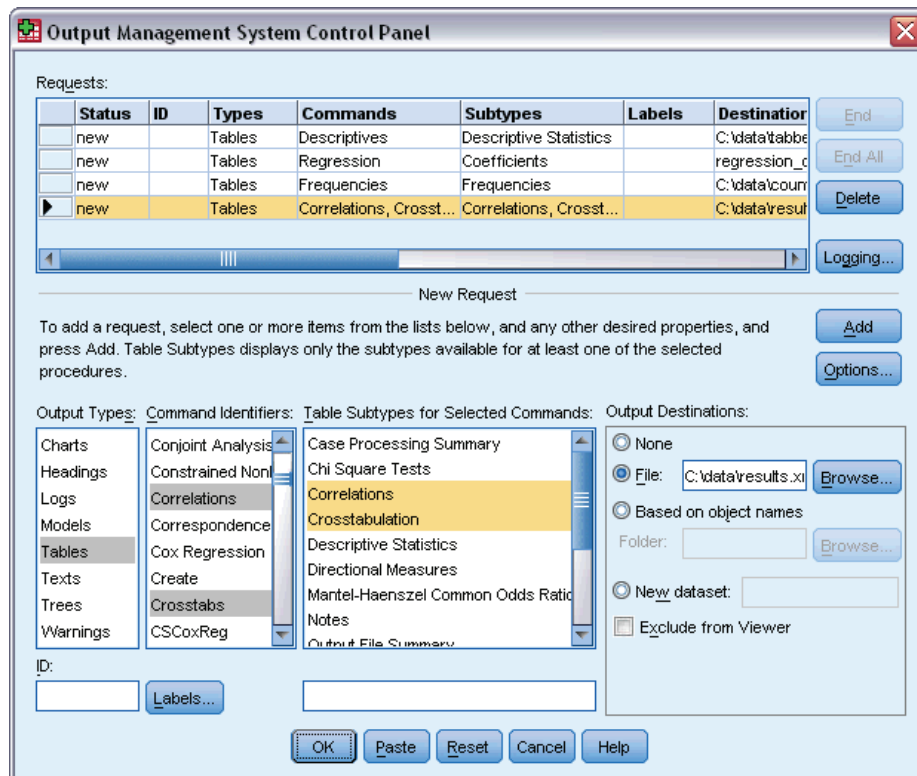 Output Management System Control Panel
Requests:
Status ID Types Commands Subtypes Labels Destination
new Tables Descriptives Descriptive Statistics C:\data\tabbe
new Tables Regression Coefficients regression_c
new Tables Frequencies Frequencies C:\data\coun
new Tables Correlations, Crosst... Correlations, Crosst... C:\data\resul
End
End All
Delete
Logging...
New Request
To add a request, select one or more items from the lists below, and any other desired properties, and
press Add. Table Subtypes displays only the subtypes available for at least one of the selected
procedures.
Add
Options...
Output Types: Command Identifiers: Table Subtypes for Selected Commands: Output Destinations:
Charts
Headings
Logs
Models
Tables
Texts
Trees
Warnings
Conjoint Analysis
Constrained Nonl
Correlations
Correspondence
Cox Regression
Create
Crosstabs
CSCoxReg
Case Processing Summary
Chi Square Tests
Correlations
Crosstabulation
Descriptive Statistics
Directional Measures
Mantel-Haenszel Common Odds Ratio
Notes
Output File Summary
None
File: C:\data\results.xm Browse...
Based on object names
Folder: Browse...
New dataset:
Exclude from Viewer
ID:
Labels...
OK Paste Reset Cancel Help